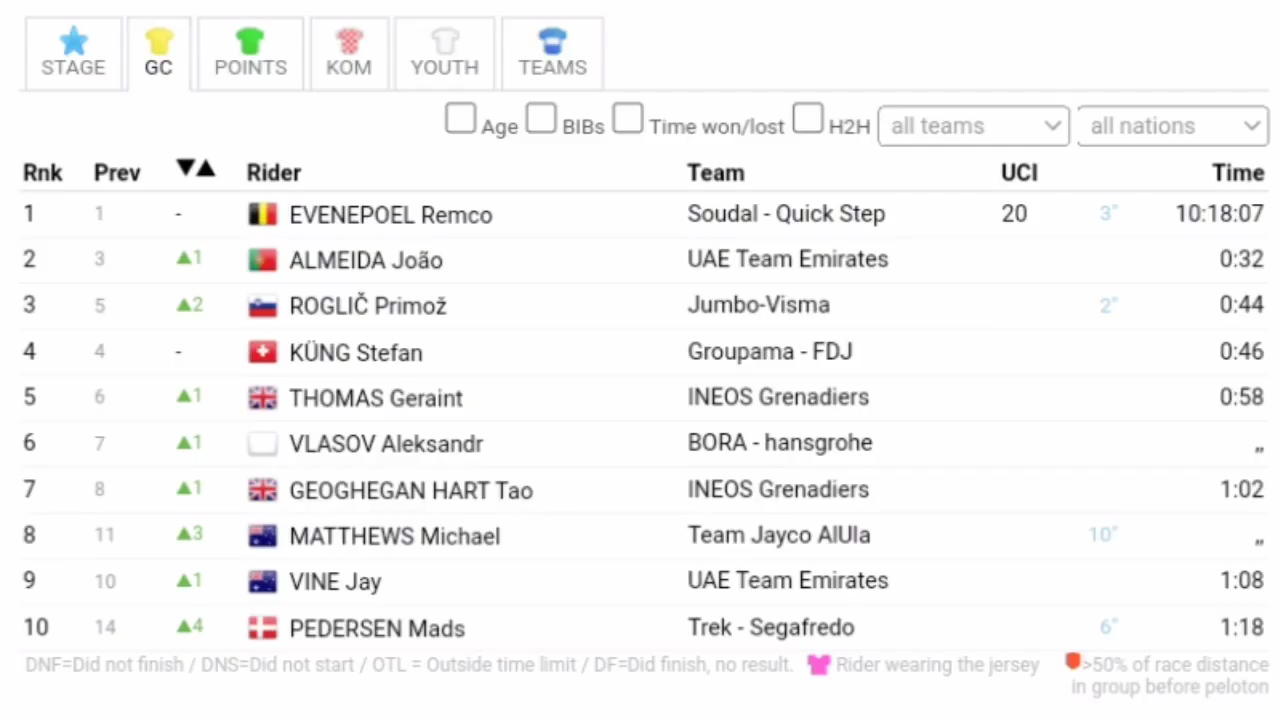 STAGE GC POINTS KOM YOUTH TEAMS
Age BIBs Time won/lost H2H all teams all nations
Rnk Prev ▼▲ Rider Team UCI Time
1 1 - EVENEPOEL Remco Soudal - Quick Step 20 3" 10:18:07
2 3 ▲1 ALMEIDA João UAE Team Emirates 0:32
3 5 ▲2 ROGLIČ Primož Jumbo-Visma 2" 0:44
4 4 - KÜNG Stefan Groupama - FDJ 0:46
5 6 ▲1 THOMAS Geraint INEOS Grenadiers 0:58
6 7 ▲1 VLASOV Aleksandr BORA - hansgrohe „
7 8 ▲1 GEOGHEGAN HART Tao INEOS Grenadiers 1:02
8 11 ▲3 MATTHEWS Michael Team Jayco AlUla 10" „
9 10 ▲1 VINE Jay UAE Team Emirates 1:08
10 14 ▲4 PEDERSEN Mads Trek - Segafredo 6" 1:18
DNF=Did not finish / DNS=Did not start / OTL = Outside time limit / DF=Did finish, no result. Rider wearing the jersey >50% of race distance
in group before peloton